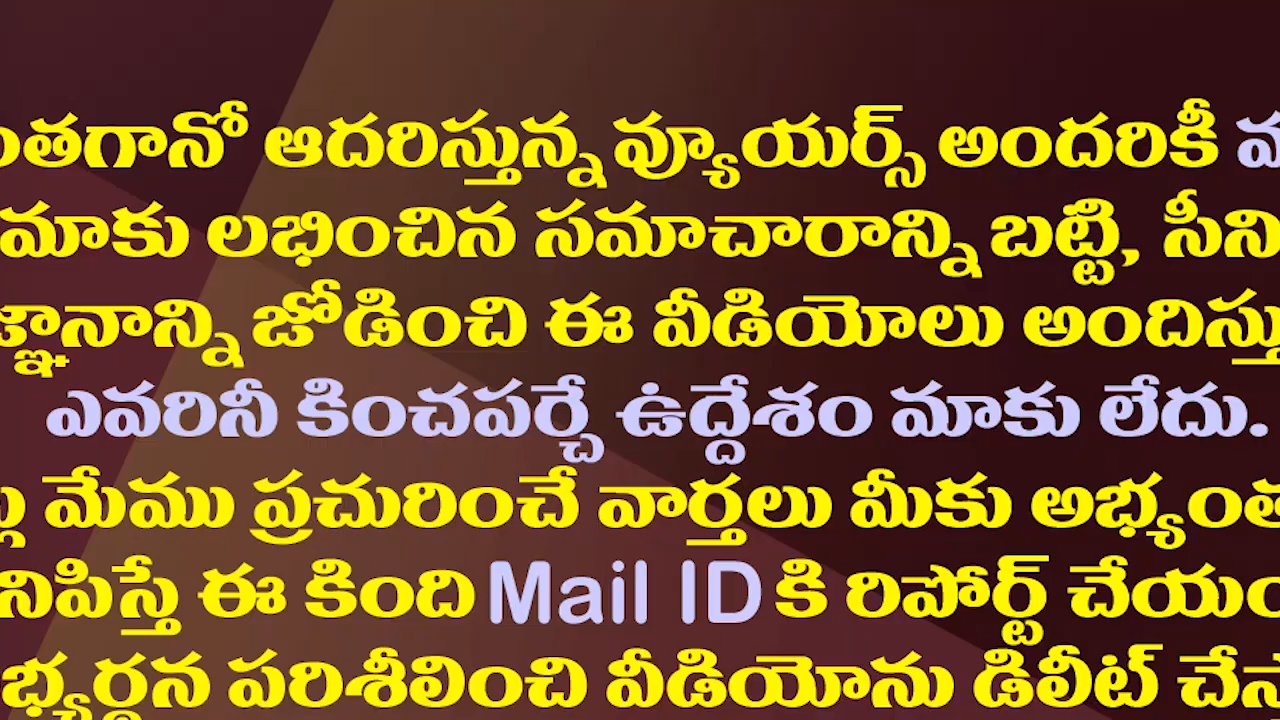 ంతగానో ఆదరిస్తున్న వ్యూయర్స్ అందరికీ
మాకు లభించిన సమాచారాన్ని బట్టి, సీని
జ్ఞానాన్ని జోడించి ఈ వీడియోలు అందిస్తు
ఎవరినీ కించపర్చే ఉద్దేశం మాకు లేదు.
మేము ప్రచురించే వార్తలు మీకు అభ్యంత
నిపిస్తే ఈ కింది Mail ID కి రిపోర్ట్ చేయం
భ్యర్థన పరిశీలించి వీడియోను డిలీట్ చేస